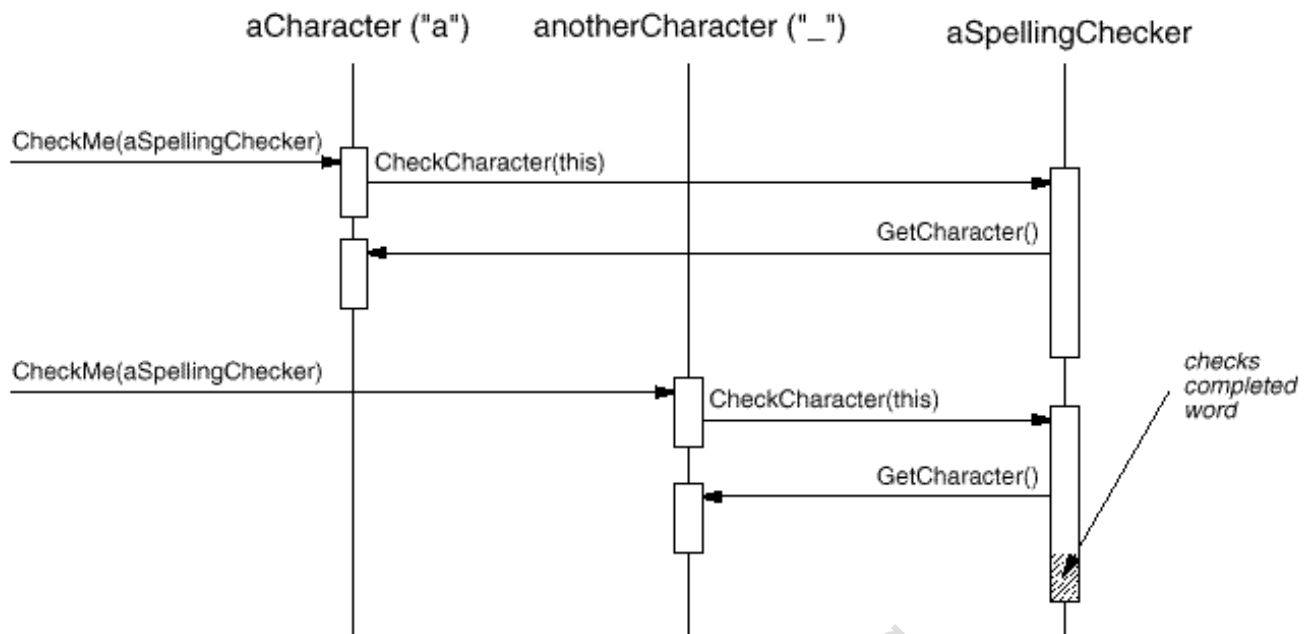 aCharacter ("a")
anotherCharacter ("_")
aSpellingChecker
CheckMe(aSpellingChecker)
CheckCharacter(this)
GetCharacter()
CheckMe(aSpellingChecker)
CheckCharacter(this)
GetCharacter()
checks
completed
word